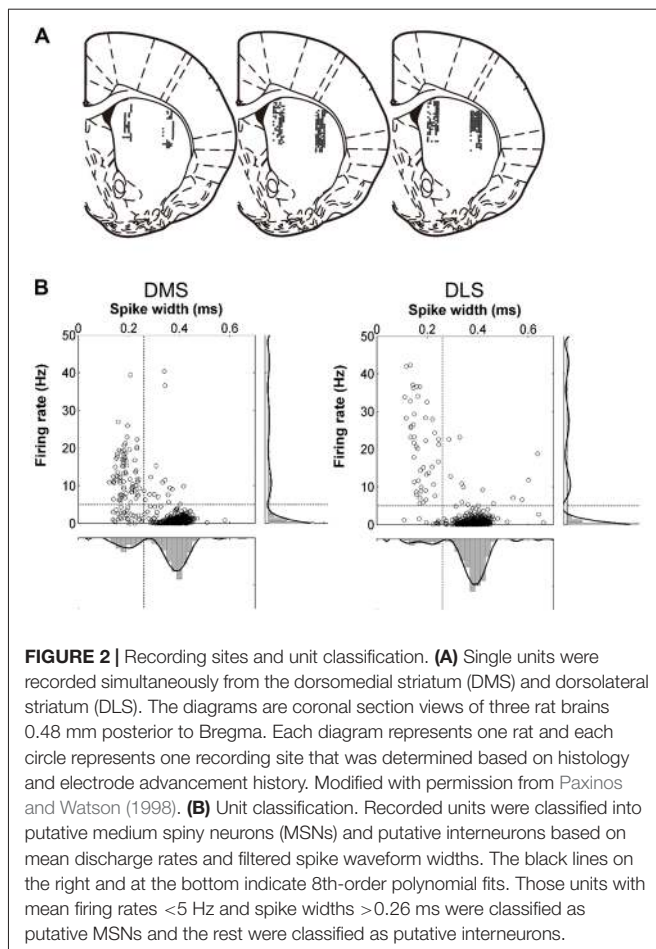 A
B
DMS
Spike width (ms)
0 0.2 0.4 0.6
Firing rate (Hz)
50
40
30
20
10
0
DLS
Spike width (ms)
0 0.2 0.4 0.6
Firing rate (Hz)
50
40
30
20
10
0
FIGURE 2 | Recording sites and unit classification. (A) Single units were
recorded simultaneously from the dorsomedial striatum (DMS) and dorsolateral
striatum (DLS). The diagrams are coronal section views of three rat brains
0.48 mm posterior to Bregma. Each diagram represents one rat and each
circle represents one recording site that was determined based on histology
and electrode advancement history. Modified with permission from Paxinos
and Watson (1998). (B) Unit classification. Recorded units were classified into
putative medium spiny neurons (MSNs) and putative interneurons based on
mean discharge rates and filtered spike waveform widths. The black lines on
the right and at the bottom indicate 8th-order polynomial fits. Those units with
mean firing rates <5 Hz and spike widths >0.26 ms were classified as
putative MSNs and the rest were classified as putative interneurons.